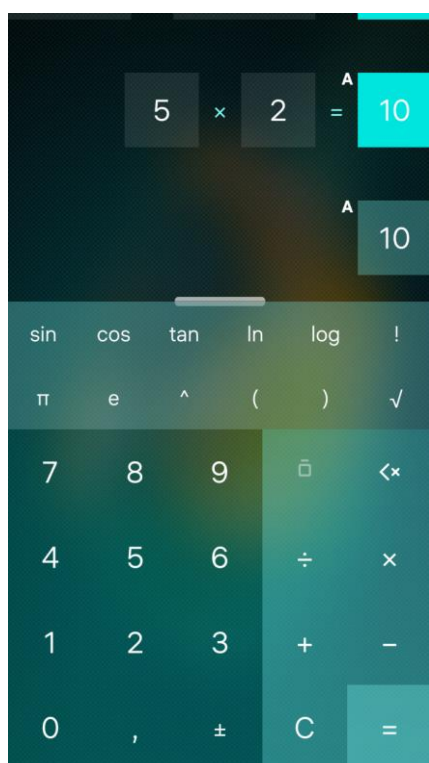 5 × 2 = A 10
A 10
sin cos tan ln log !
π e ^ ( ) √
7 8 9
4 5 6 ÷ ×
1 2 3 + −
0 , ± C =